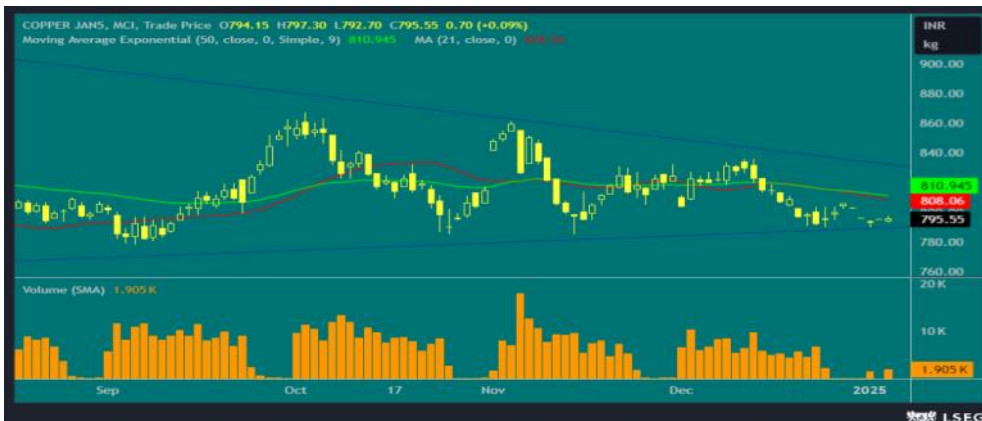 COPPER JAN5, MCI, Trade Price O794.15 H797.30 L792.70 C795.55 0.70 (+0.09%)
Moving Average Exponential (50, close, 0, Simple, 9) 810.945 MA (21, close, 0) 808.06
INR
kg
900.00
880.00
860.00
840.00
810.945
808.06
795.55
780.00
760.00
Volume (SMA) 1.905 K
20 K
10 K
1.905 K
Sep Oct 17 Nov Dec 2025
LSEG